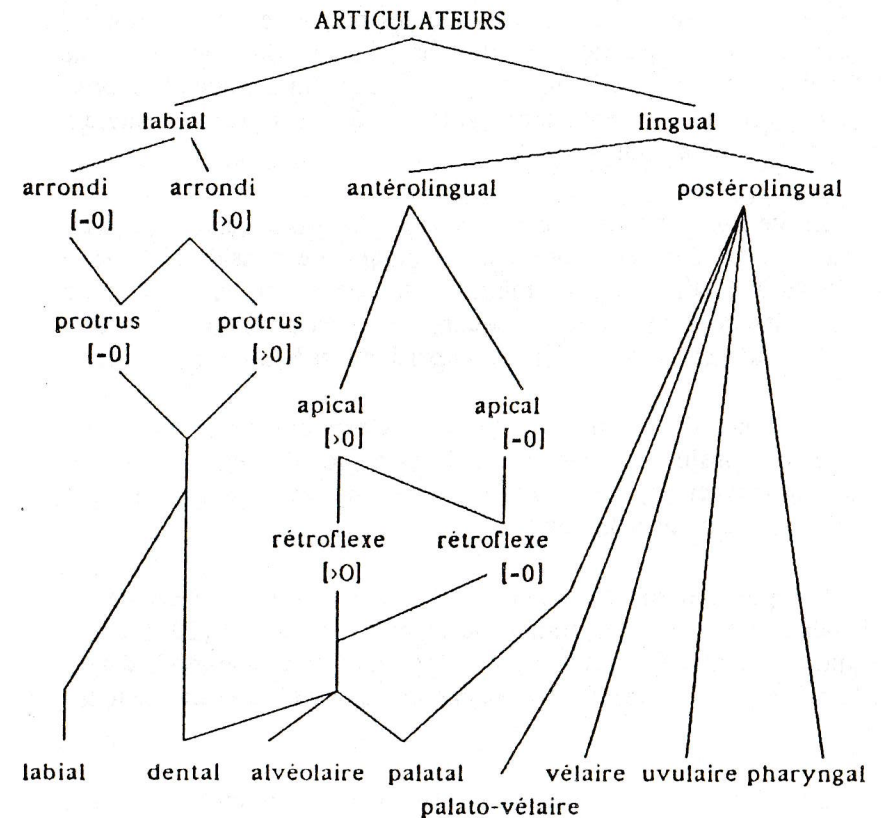 ARTICULATEURS
labial lingual
arrondi arrondi antérolingual postérolingual
[-0] [>0]
protrus protrus
[-0] [>0]
apical apical
[>0] [-0]
rétroflexe rétroflexe
[>O] [-0]
labial dental alvéolaire palatal vélaire uvulaire pharyngal
palato-vélaire